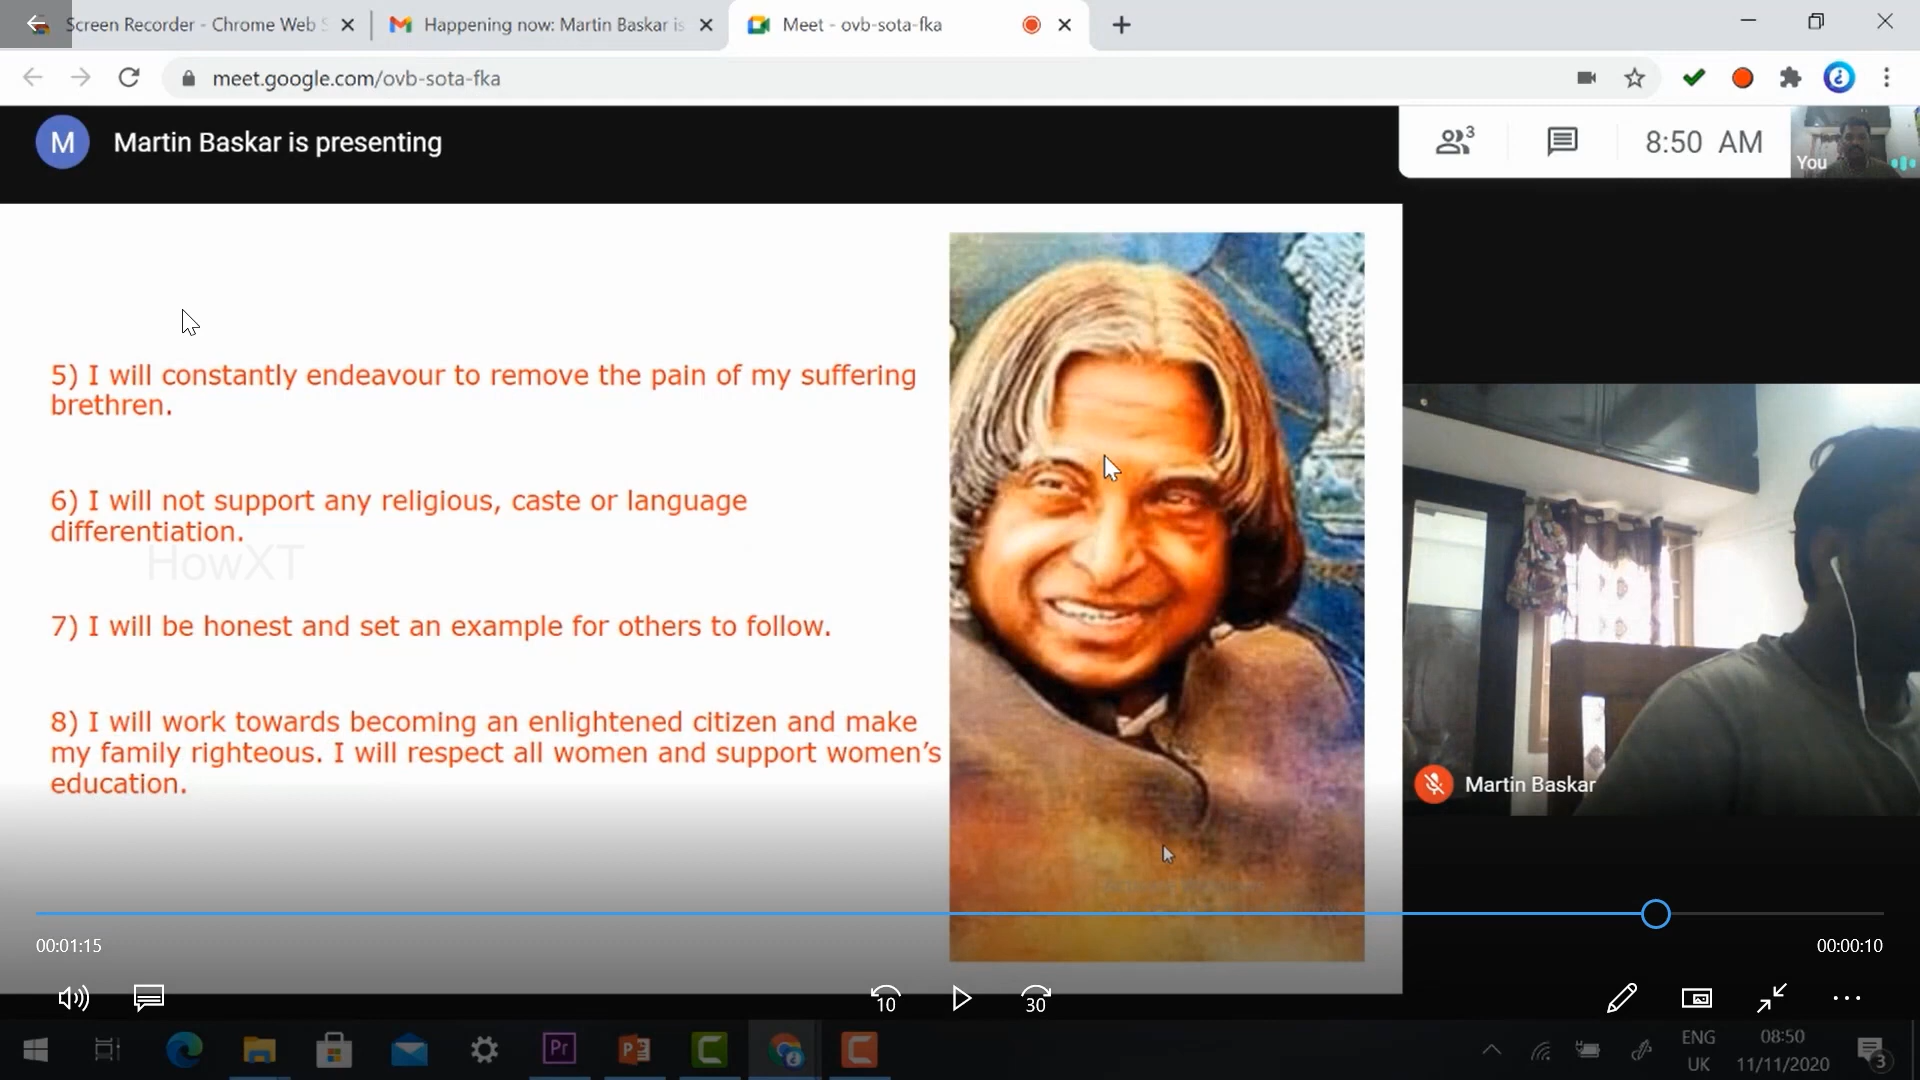 Screen Recorder - Chrome Web S
Happening now: Martin Baskar is
Meet - ovb-sota-fka
meet.google.com/ovb-sota-fka
M
Martin Baskar is presenting
3
8:50 AM
You
5) I will constantly endeavour to remove the pain of my suffering
brethren.
6) I will not support any religious, caste or language
differentiation.
HowXT
7) I will be honest and set an example for others to follow.
8) I will work towards becoming an enlightened citizen and make
my family righteous. I will respect all women and support women's
education.
Martin Baskar
00:01:15
00:00:10
10
30
Pr
P
ENG
UK
08:50
11/11/2020
3